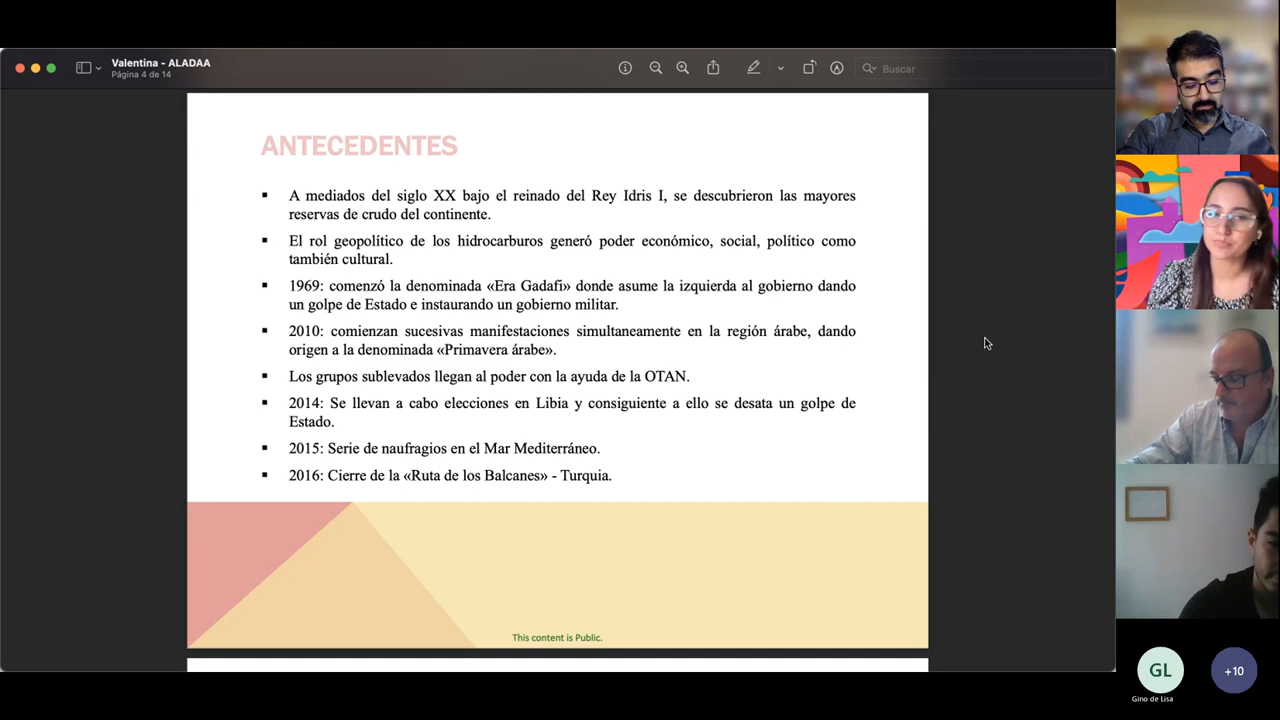 Valentina - ALADAA
Página 4 de 14
Buscar
ANTECEDENTES
▪ A mediados del siglo XX bajo el reinado del Rey Idris I, se descubrieron las mayores
reservas de crudo del continente.
▪ El rol geopolítico de los hidrocarburos generó poder económico, social, político como
también cultural.
▪ 1969: comenzó la denominada «Era Gadafi» donde asume la izquierda al gobierno dando
un golpe de Estado e instaurando un gobierno militar.
▪ 2010: comienzan sucesivas manifestaciones simultaneamente en la región árabe, dando
origen a la denominada «Primavera árabe».
▪ Los grupos sublevados llegan al poder con la ayuda de la OTAN.
▪ 2014: Se llevan a cabo elecciones en Libia y consiguiente a ello se desata un golpe de
Estado.
▪ 2015: Serie de naufragios en el Mar Mediterráneo.
▪ 2016: Cierre de la «Ruta de los Balcanes» - Turquia.
This content is Public.
GL
Gino de Lisa
+10